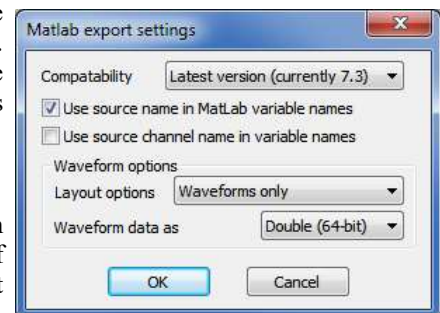 Matlab export settings
Compatability Latest version (currently 7.3)
Use source name in MatLab variable names
Use source channel name in variable names
Waveform options
Layout options Waveforms only
Waveform data as Double (64-bit)
OK Cancel